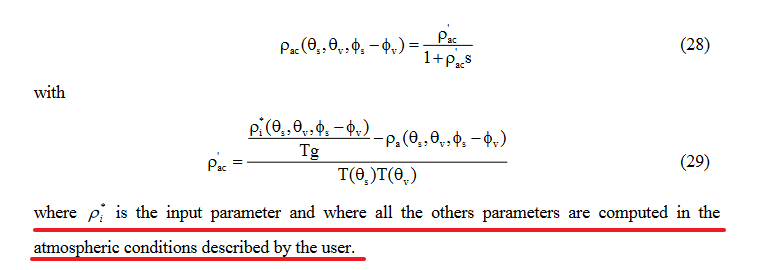 ρac(θs,θv,ϕs−ϕv) = ρ'ac / (1+ρ'ac s) (28)
with
ρ'ac = (ρi*(θs,θv,ϕs−ϕv) / Tg − ρa(θs,θv,ϕs−ϕv)) / (T(θs)T(θv)) (29)
where ρi* is the input parameter and where all the others parameters are computed in the
atmospheric conditions described by the user.